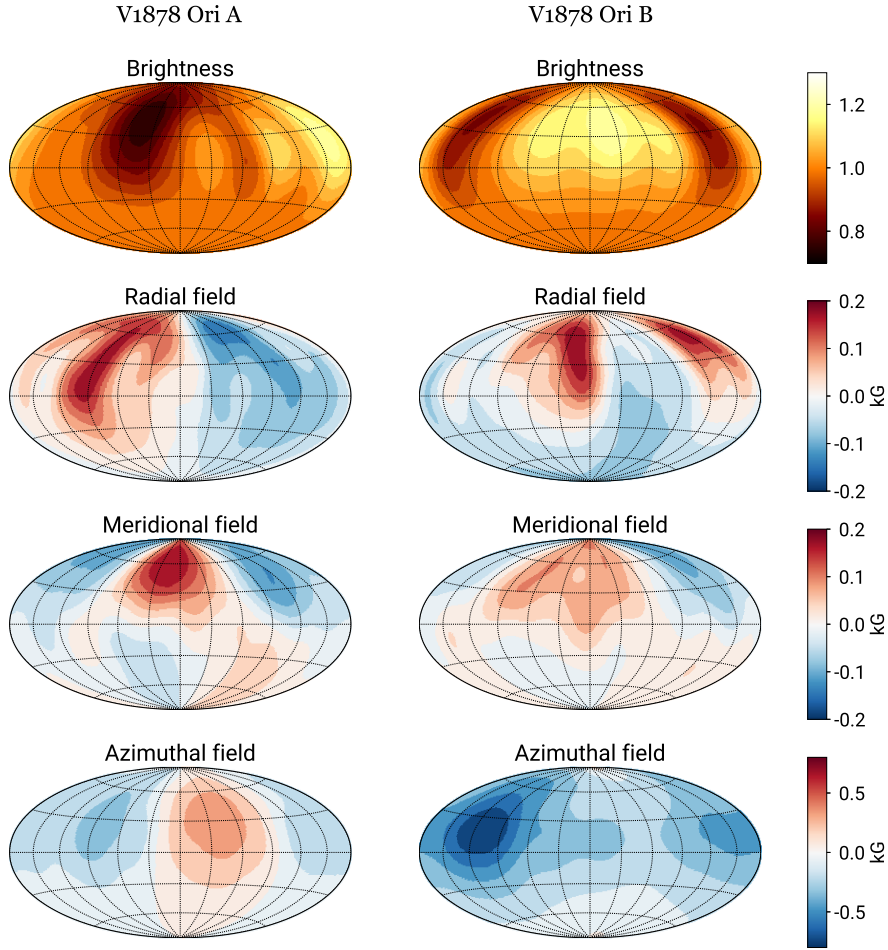 V1878 Ori A
V1878 Ori B
Brightness
Brightness
1.2
1.0
0.8
Radial field
Radial field
0.2
0.1
0.0
-0.1
-0.2
kG
Meridional field
Meridional field
0.2
0.1
0.0
-0.1
-0.2
kG
Azimuthal field
Azimuthal field
0.5
0.0
-0.5
kG